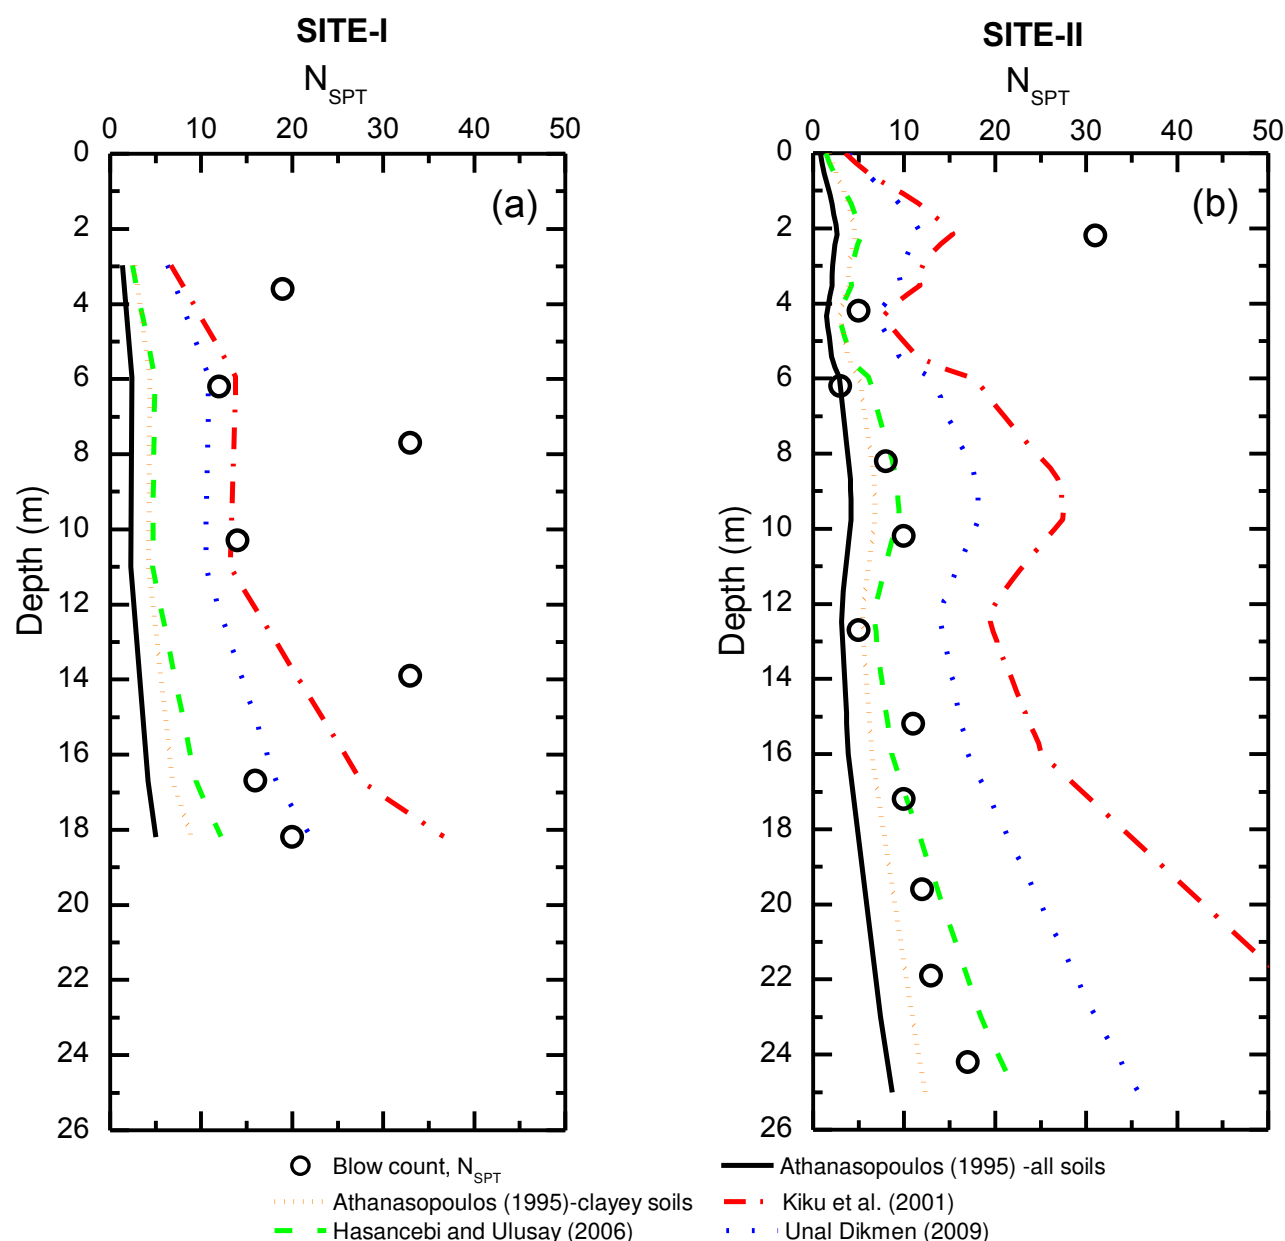 SITE-I
N_SPT
0 10 20 30 40 50
0
2
4
6
8
10
12
14
16
18
20
22
24
26
Depth (m)
(a)
SITE-II
N_SPT
0 10 20 30 40 50
0
2
4
6
8
10
12
14
16
18
20
22
24
26
Depth (m)
(b)
Blow count, N_SPT
Athanasopoulos (1995) -all soils
Athanasopoulos (1995)-clayey soils
Kiku et al. (2001)
Hasancebi and Ulusay (2006)
Unal Dikmen (2009)